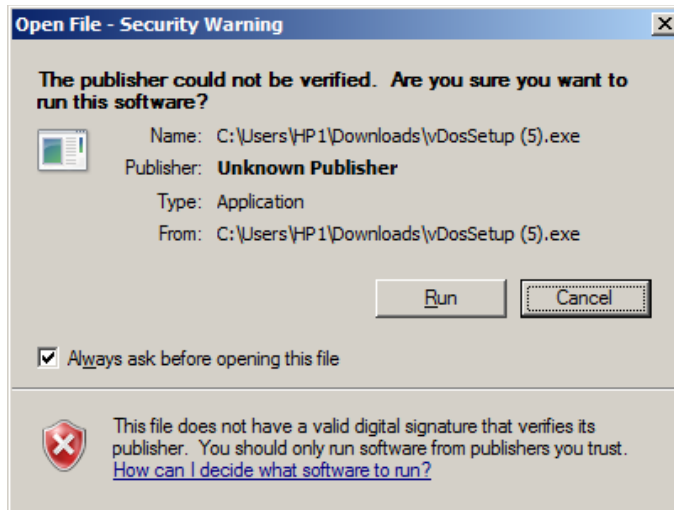 Open File - Security Warning
The publisher could not be verified. Are you sure you want to
run this software?
Name: C:\Users\HP1\Downloads\vDosSetup (5).exe
Publisher: Unknown Publisher
Type: Application
From: C:\Users\HP1\Downloads\vDosSetup (5).exe
Run Cancel
Always ask before opening this file
This file does not have a valid digital signature that verifies its
publisher. You should only run software from publishers you trust.
How can I decide what software to run?